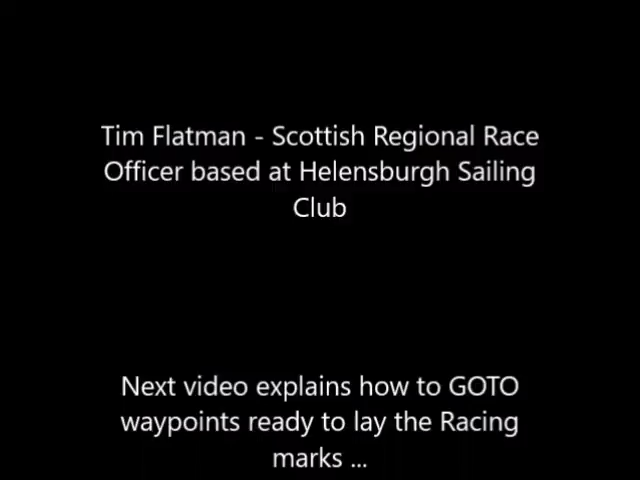 Tim Flatman - Scottish Regional Race
Officer based at Helensburgh Sailing
Club
Next video explains how to GOTO
waypoints ready to lay the Racing
marks ...